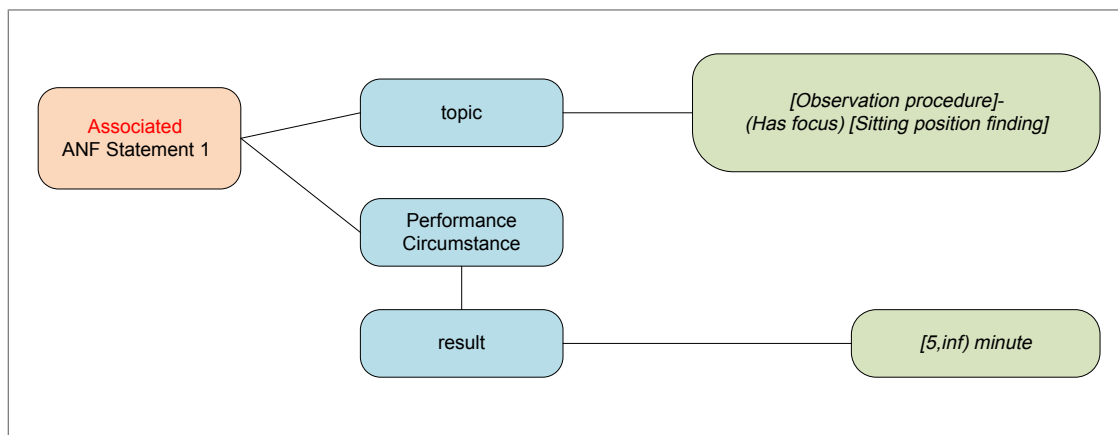 Associated
ANF Statement 1
topic
[Observation procedure]-
(Has focus) [Sitting position finding]
Performance
Circumstance
result
[5,inf) minute